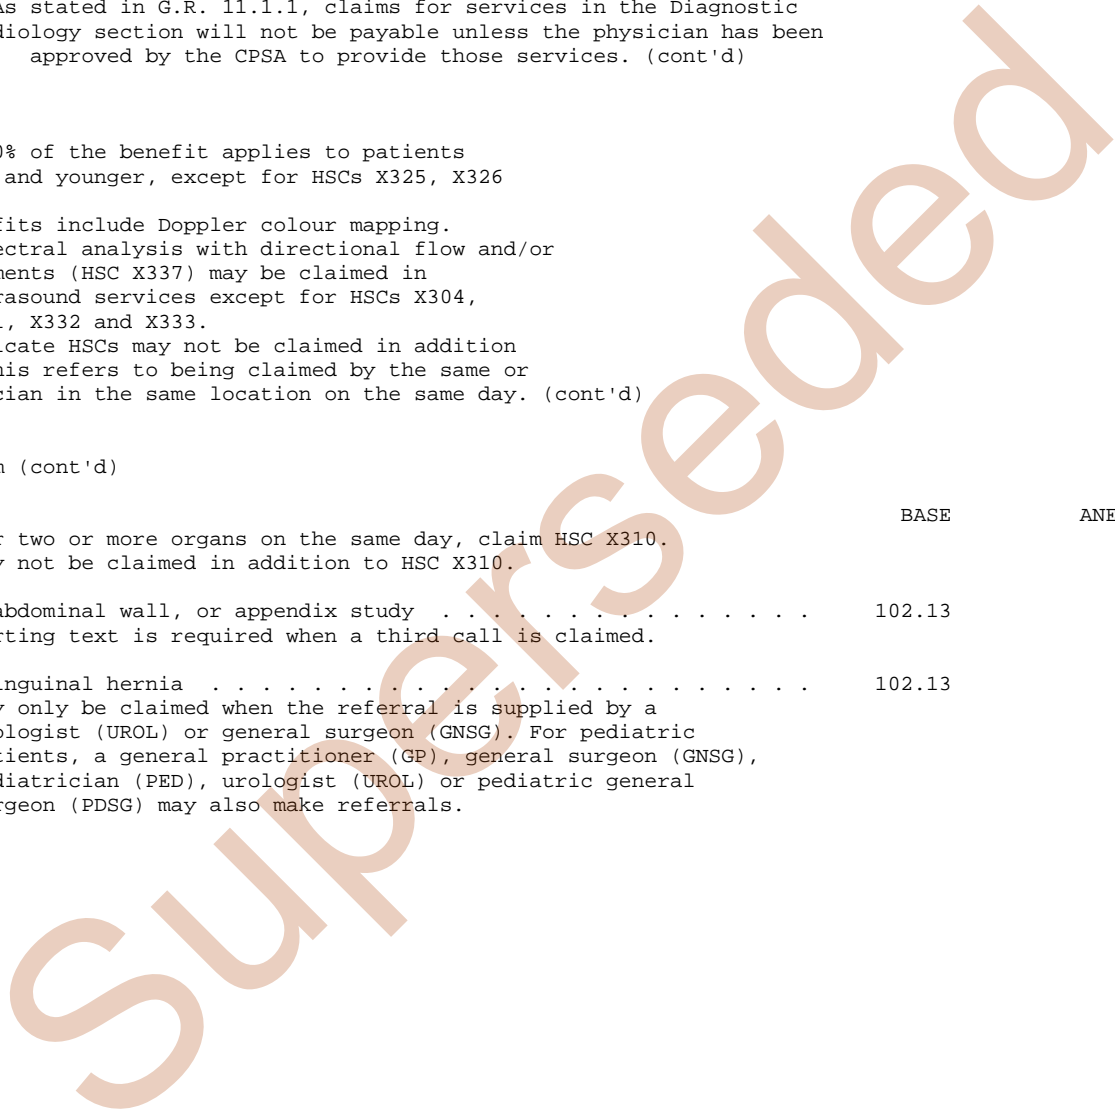 As stated in G.R. 11.1.1, claims for services in the Diagnostic
diology section will not be payable unless the physician has been
approved by the CPSA to provide those services. (cont'd)
0% of the benefit applies to patients
and younger, except for HSCs X325, X326
fits include Doppler colour mapping.
ectral analysis with directional flow and/or
ments (HSC X337) may be claimed in
rasound services except for HSCs X304,
, X332 and X333.
icate HSCs may not be claimed in addition
his refers to being claimed by the same or
cian in the same location on the same day. (cont'd)
(cont'd)
BASE ANE
r two or more organs on the same day, claim HSC X310.
y not be claimed in addition to HSC X310.
abdominal wall, or appendix study . . . . . . . . . . . . . . . 102.13
rting text is required when a third call is claimed.
inguinal hernia . . . . . . . . . . . . . . . . . . . . . . . . 102.13
y only be claimed when the referral is supplied by a
ologist (UROL) or general surgeon (GNSG). For pediatric
tients, a general practitioner (GP), general surgeon (GNSG),
diatrician (PED), urologist (UROL) or pediatric general
rgeon (PDSG) may also make referrals.
Superseded